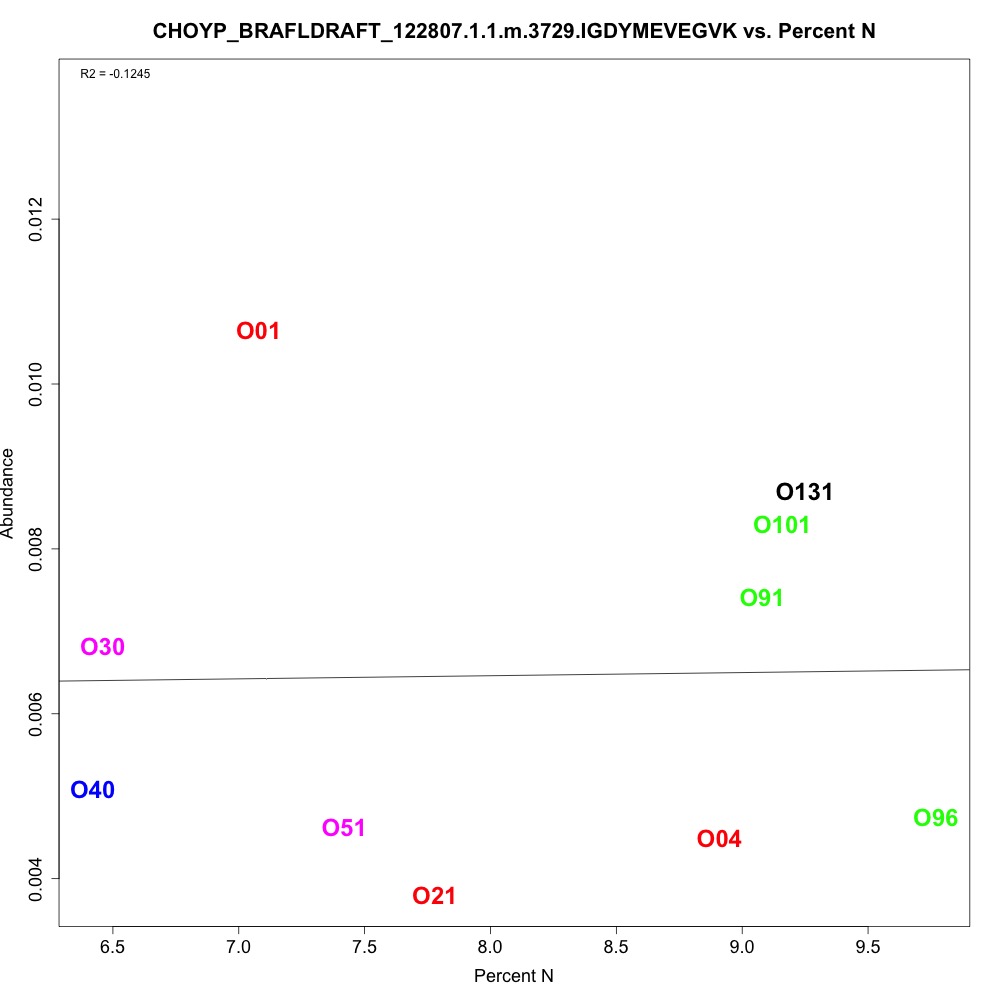 CHOYP_BRAFLDRAFT_122807.1.1.m.3729.IGDYMEVEGVK vs. Percent N
R2 = -0.1245
0.012
O01
0.010
Abundance
O131
O101
0.008
O91
O30
0.006
O40
O51
O96
O04
0.004
O21
6.5 7.0 7.5 8.0 8.5 9.0 9.5
Percent N